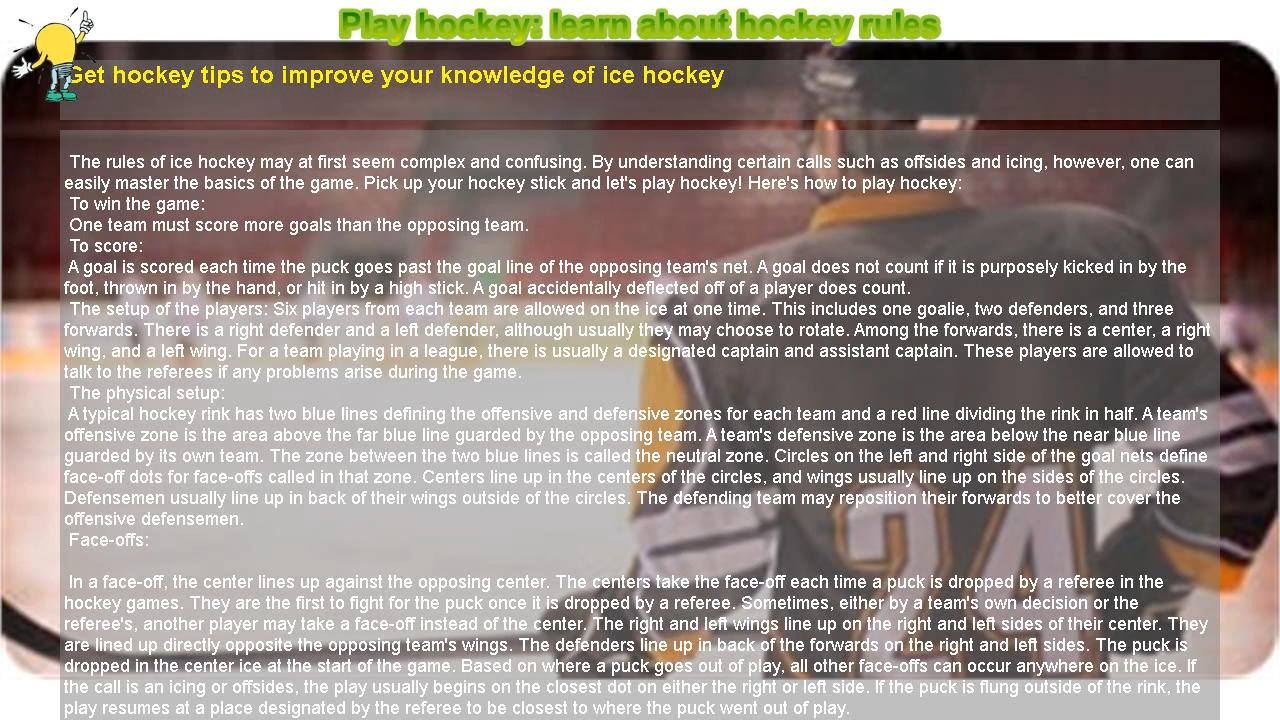 Play hockey: learn about hockey rules
Get hockey tips to improve your knowledge of ice hockey
The rules of ice hockey may at first seem complex and confusing. By understanding certain calls such as offsides and icing, however, one can
easily master the basics of the game. Pick up your hockey stick and let's play hockey! Here's how to play hockey:
To win the game:
One team must score more goals than the opposing team.
To score:
A goal is scored each time the puck goes past the goal line of the opposing team's net. A goal does not count if it is purposely kicked in by the
foot, thrown in by the hand, or hit in by a high stick. A goal accidentally deflected off of a player does count.
The setup of the players: Six players from each team are allowed on the ice at one time. This includes one goalie, two defenders, and three
forwards. There is a right defender and a left defender, although usually they may choose to rotate. Among the forwards, there is a center, a right
wing, and a left wing. For a team playing in a league, there is usually a designated captain and assistant captain. These players are allowed to
talk to the referees if any problems arise during the game.
The physical setup:
A typical hockey rink has two blue lines defining the offensive and defensive zones for each team and a red line dividing the rink in half. A team's
offensive zone is the area above the far blue line guarded by the opposing team. A team's defensive zone is the area below the near blue line
guarded by its own team. The zone between the two blue lines is called the neutral zone. Circles on the left and right side of the goal nets define
face-off dots for face-offs called in that zone. Centers line up in the centers of the circles, and wings usually line up on the sides of the circles.
Defensemen usually line up in back of their wings outside of the circles. The defending team may reposition their forwards to better cover the
offensive defensemen.
Face-offs:
In a face-off, the center lines up against the opposing center. The centers take the face-off each time a puck is dropped by a referee in the
hockey games. They are the first to fight for the puck once it is dropped by a referee. Sometimes, either by a team's own decision or the
referee's, another player may take a face-off instead of the center. The right and left wings line up on the right and left sides of their center. They
are lined up directly opposite the opposing team's wings. The defenders line up in back of the forwards on the right and left sides. The puck is
dropped in the center ice at the start of the game. Based on where a puck goes out of play, all other face-offs can occur anywhere on the ice. If
the call is an icing or offsides, the play usually begins on the closest dot on either the right or left side. If the puck is flung outside of the rink, the
play resumes at a place designated by the referee to be closest to where the puck went out of play.
24